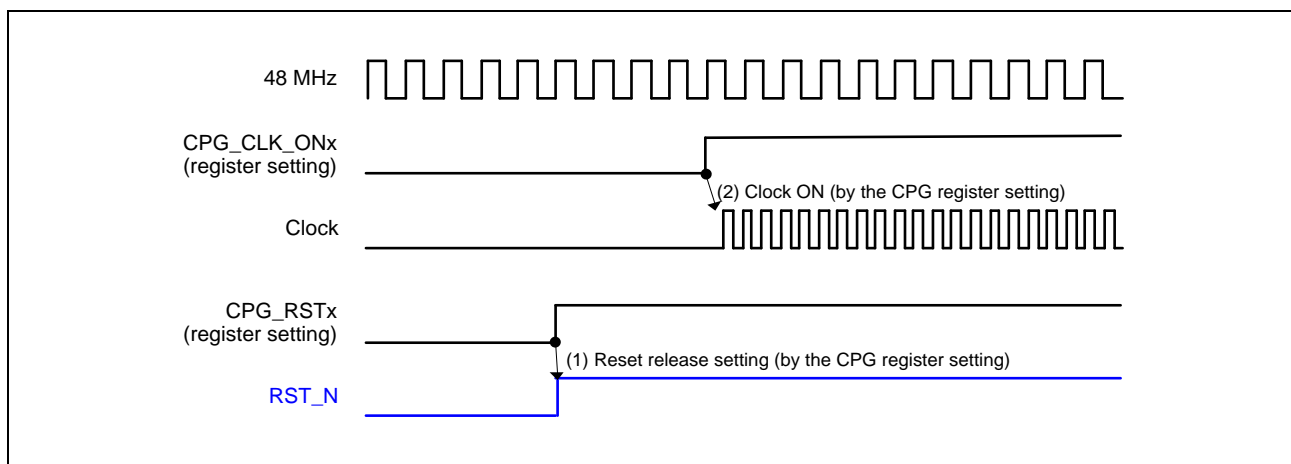 48 MHz
CPG_CLK_ONx
(register setting)
(2) Clock ON (by the CPG register setting)
Clock
CPG_RSTx
(register setting)
(1) Reset release setting (by the CPG register setting)
RST_N